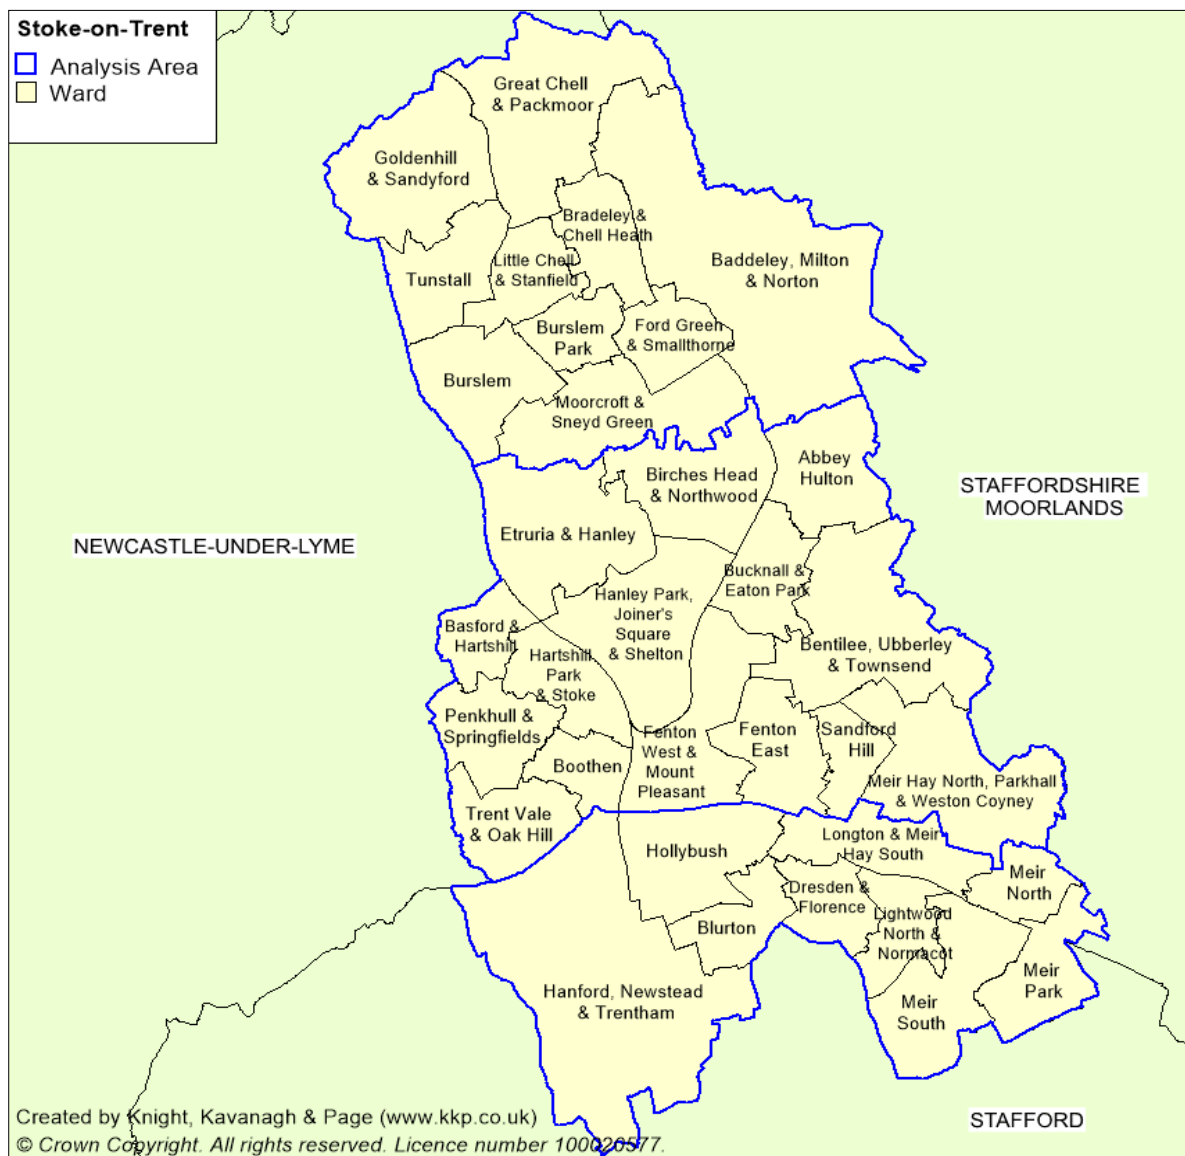 Stoke-on-Trent
Analysis Area
Ward
Great Chell
& Packmoor
Goldenhill
& Sandyford
Bradeley &
Chell Heath
Little Chell
& Stanfield
Tunstall
Baddeley, Milton
& Norton
Burslem
Park
Ford Green
& Smallthorne
Burslem
Moorcroft &
Sneyd Green
Birches Head
& Northwood
Abbey
Hulton
STAFFORDSHIRE
MOORLANDS
NEWCASTLE-UNDER-LYME
Etruria & Hanley
Bucknall &
Eaton Park
Hanley Park,
Joiner's
Square
& Shelton
Basford &
Hartshill
Hartshill
Park
& Stoke
Bentilee, Ubberley
& Townsend
Penkhull &
Springfields
Fenton
West &
Mount
Pleasant
Fenton
East
Sandford
Hill
Boothen
Meir Hay North, Parkhall
& Weston Coyney
Trent Vale
& Oak Hill
Longton & Meir
Hay South
Hollybush
Meir
North
Dresden &
Florence
Lightwood
North &
Normacot
Blurton
Meir
Park
Hanford, Newstead
& Trentham
Meir
South
Created by Knight, Kavanagh & Page (www.kkp.co.uk)
STAFFORD
© Crown Copyright. All rights reserved. Licence number 100020577.